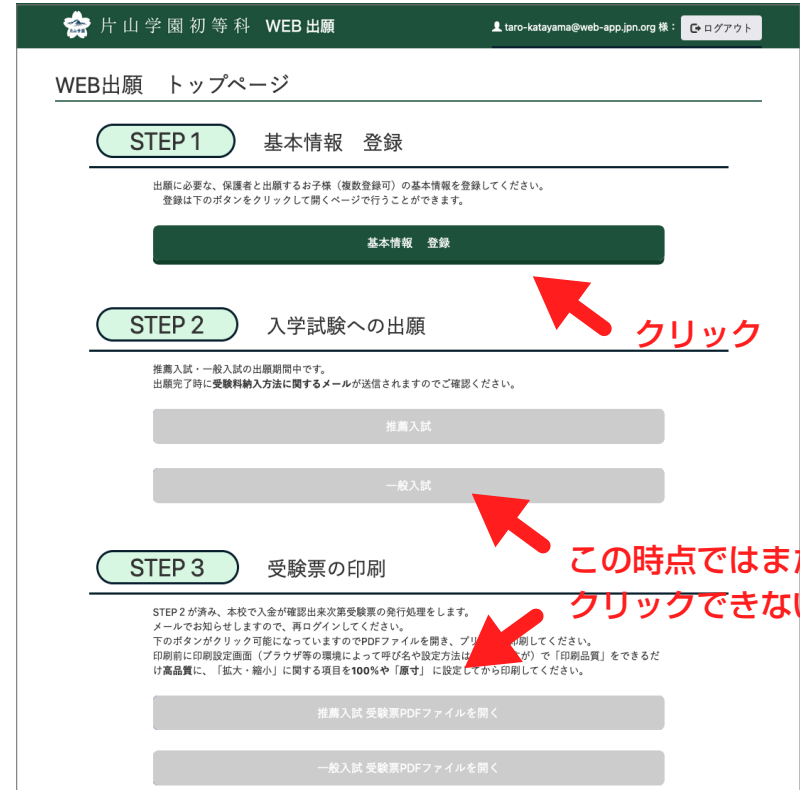 片山学園初等科 WEB 出願
taro-katayama@web-app.jpn.org 様： ログアウト
WEB出願　トップページ
STEP 1 基本情報　登録
出願に必要な、保護者と出願するお子様（複数登録可）の基本情報を登録してください。
登録は下のボタンをクリックして開くページで行うことができます。
基本情報　登録
クリック
STEP 2 入学試験への出願
推薦入試・一般入試の出願期間中です。
出願完了時に受験料納入方法に関するメールが送信されますのでご確認ください。
推薦入試
一般入試
この時点ではま
クリックできな
STEP 3 受験票の印刷
STEP 2 が済み、本校で入金が確認出来次第受験票の発行処理をします。
メールでお知らせしますので、再ログインしてください。
下のボタンがクリック可能になっていますのでPDFファイルを開き、プリ 印刷してください。
印刷前に印刷設定画面（ブラウザ等の環境によって呼び名や設定方法は が）で「印刷品質」をできるだ
け高品質に、「拡大・縮小」に関する項目を100%や「原寸」 に設定してから印刷してください。
推薦入試 受験票PDFファイルを開く
一般入試 受験票PDFファイルを開く